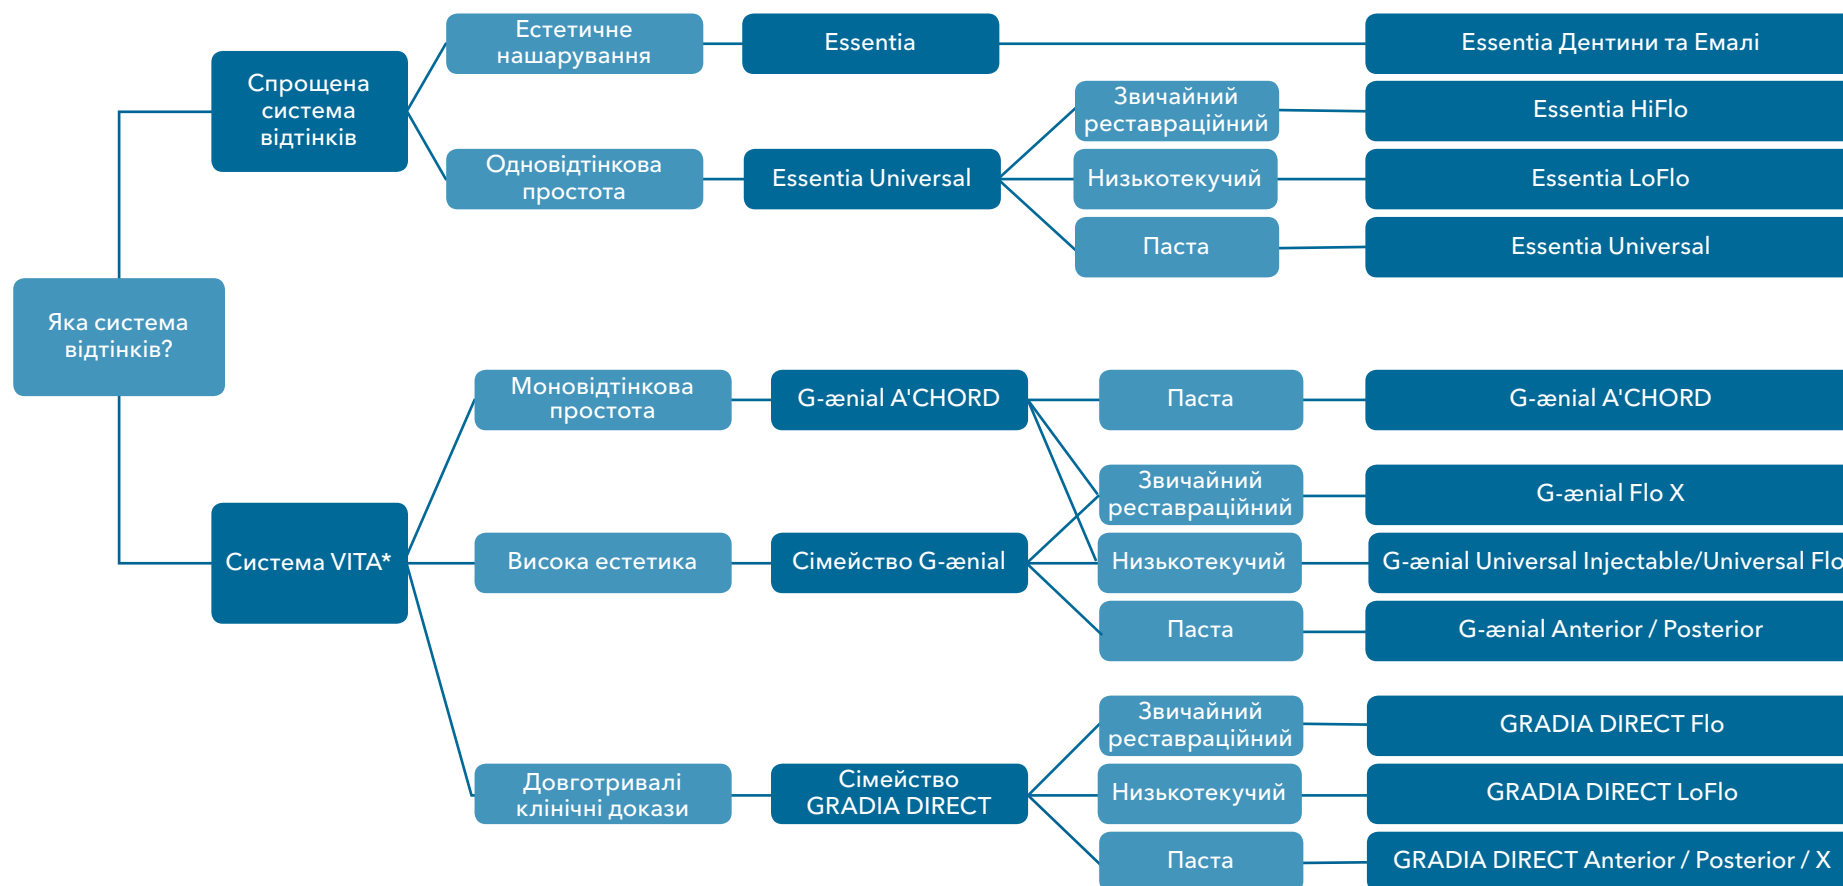 Естетичне
нашарування
Essentia
Essentia Дентини та Емалі
Спрощена
система
відтінків
Звичайний
реставраційний
Essentia HiFlo
Одновідтінкова
простота
Essentia Universal
Низькотекучий
Essentia LoFlo
Паста
Essentia Universal
Яка система
відтінків?
Моновідтінкова
простота
G-ænial A'CHORD
Паста
G-ænial A'CHORD
Звичайний
реставраційний
G-ænial Flo X
Система VITA*
Висока естетика
Сімейство G-ænial
Низькотекучий
G-ænial Universal Injectable/Universal Flo
Паста
G-ænial Anterior / Posterior
Звичайний
реставраційний
GRADIA DIRECT Flo
Довготривалі
клінічні докази
Сімейство
GRADIA DIRECT
Низькотекучий
GRADIA DIRECT LoFlo
Паста
GRADIA DIRECT Anterior / Posterior / X